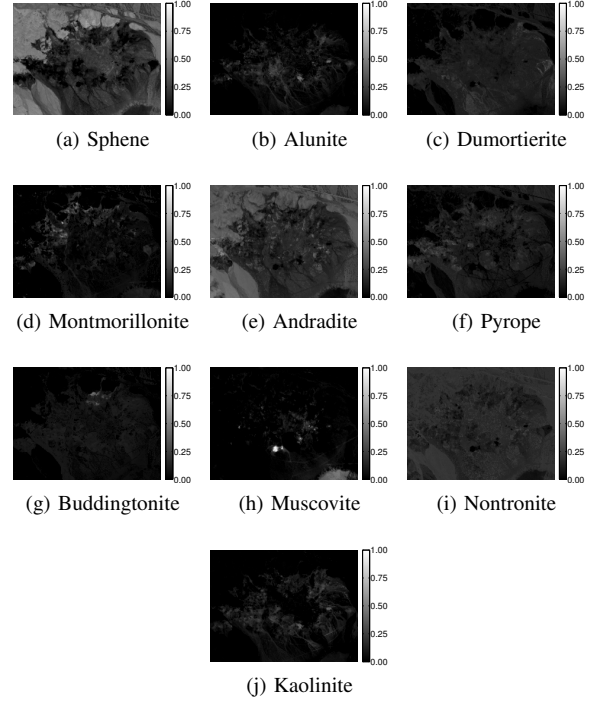 1.00 1.00 1.00
0.75 0.75 0.75
0.50 0.50 0.50
0.25 0.25 0.25
0.00 0.00 0.00
(a) Sphene (b) Alunite (c) Dumortierite
1.00 1.00 1.00
0.75 0.75 0.75
0.50 0.50 0.50
0.25 0.25 0.25
0.00 0.00 0.00
(d) Montmorillonite (e) Andradite (f) Pyrope
1.00 1.00 1.00
0.75 0.75 0.75
0.50 0.50 0.50
0.25 0.25 0.25
0.00 0.00 0.00
(g) Buddingtonite (h) Muscovite (i) Nontronite
1.00
0.75
0.50
0.25
0.00
(j) Kaolinite